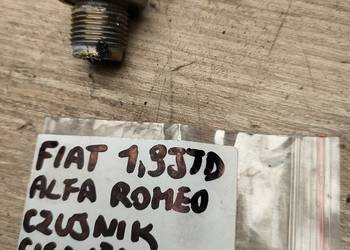 FIAT 1,9JTD
ALFA ROMEO
CZUJNIK